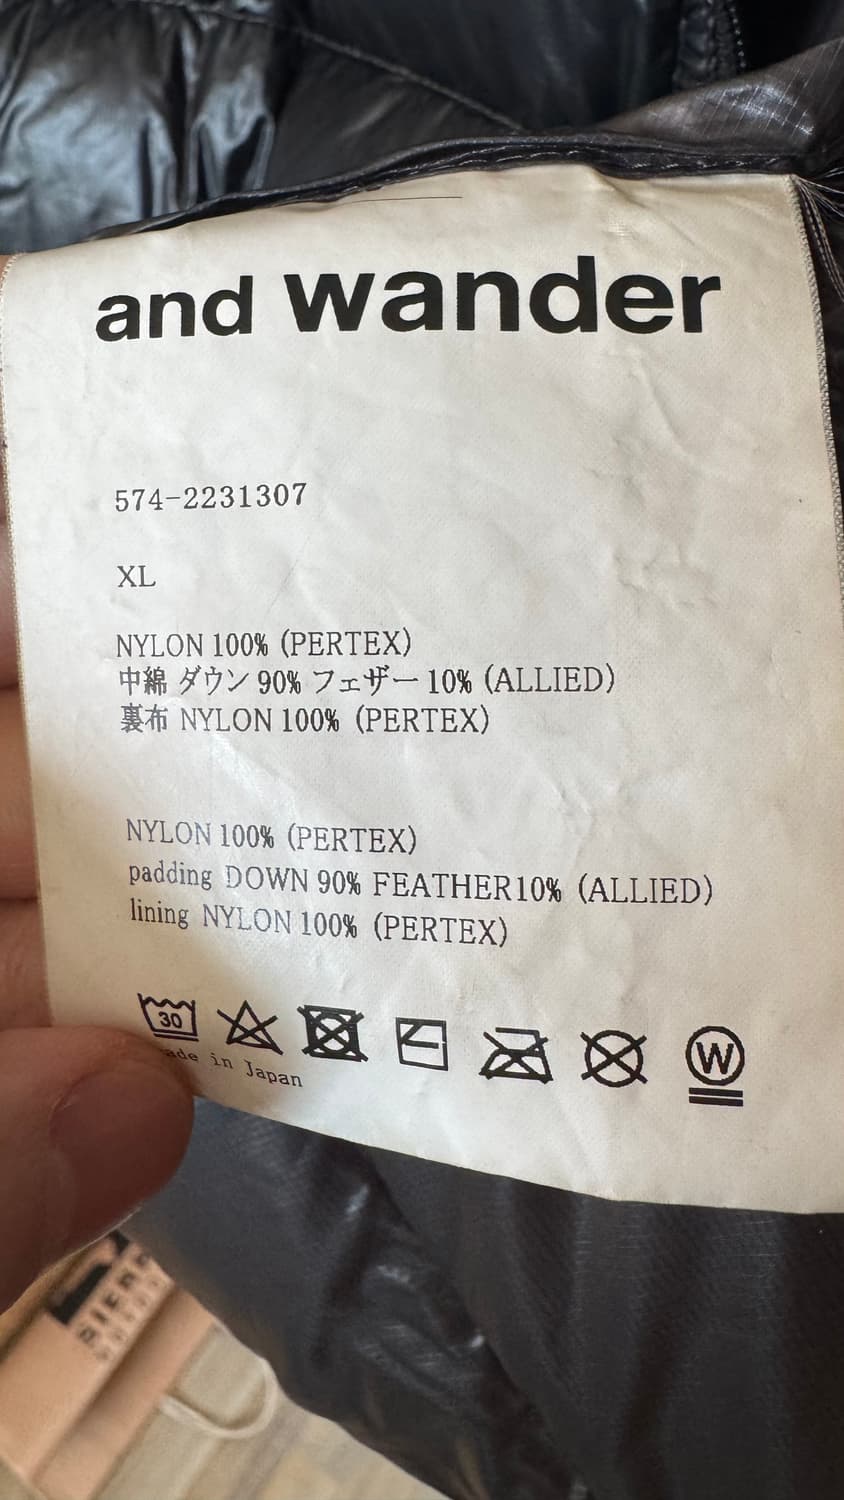 and wander
574-2231307
XL
NYLON 100% (PERTEX)
中綿 ダウン 90% フェザー 10% (ALLIED)
裏布 NYLON 100% (PERTEX)
NYLON 100% (PERTEX)
padding DOWN 90% FEATHER10% (ALLIED)
lining NYLON 100% (PERTEX)
30
W
in Japan